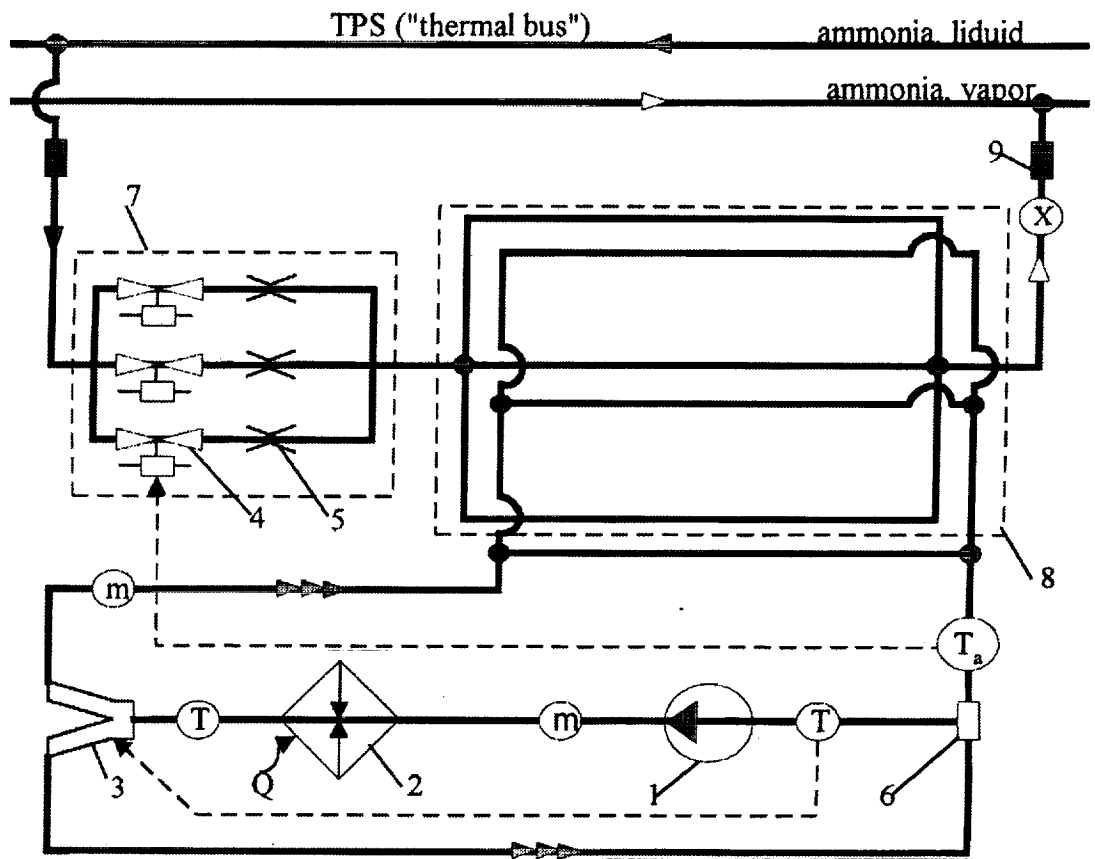 TPS ("thermal bus")
ammonia, liduid
ammonia, vapor
9
7
X
4
5
8
m
Ta
T
m
T
3
Q
2
1
6